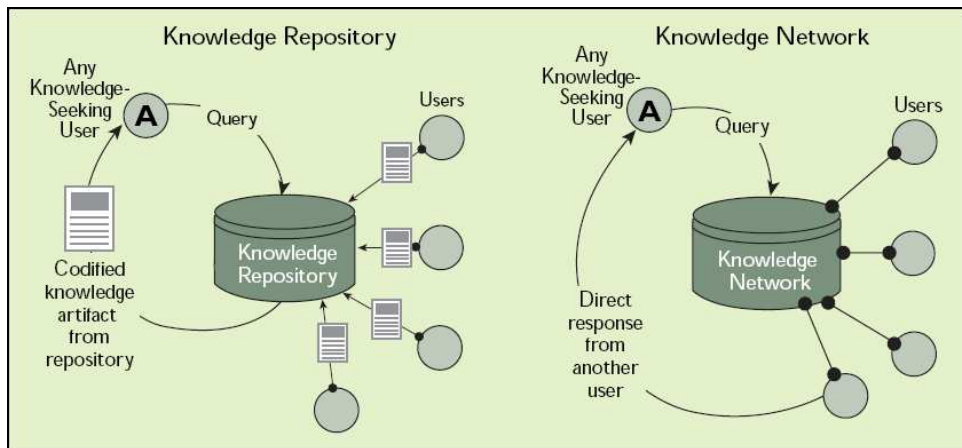 Knowledge Repository
Any
Knowledge-
Seeking
User
A
Query
Users
Knowledge
Repository
Codified
knowledge
artifact
from
repository
Knowledge Network
Any
Knowledge-
Seeking
User
A
Query
Users
Knowledge
Network
Direct
response
from
another
user